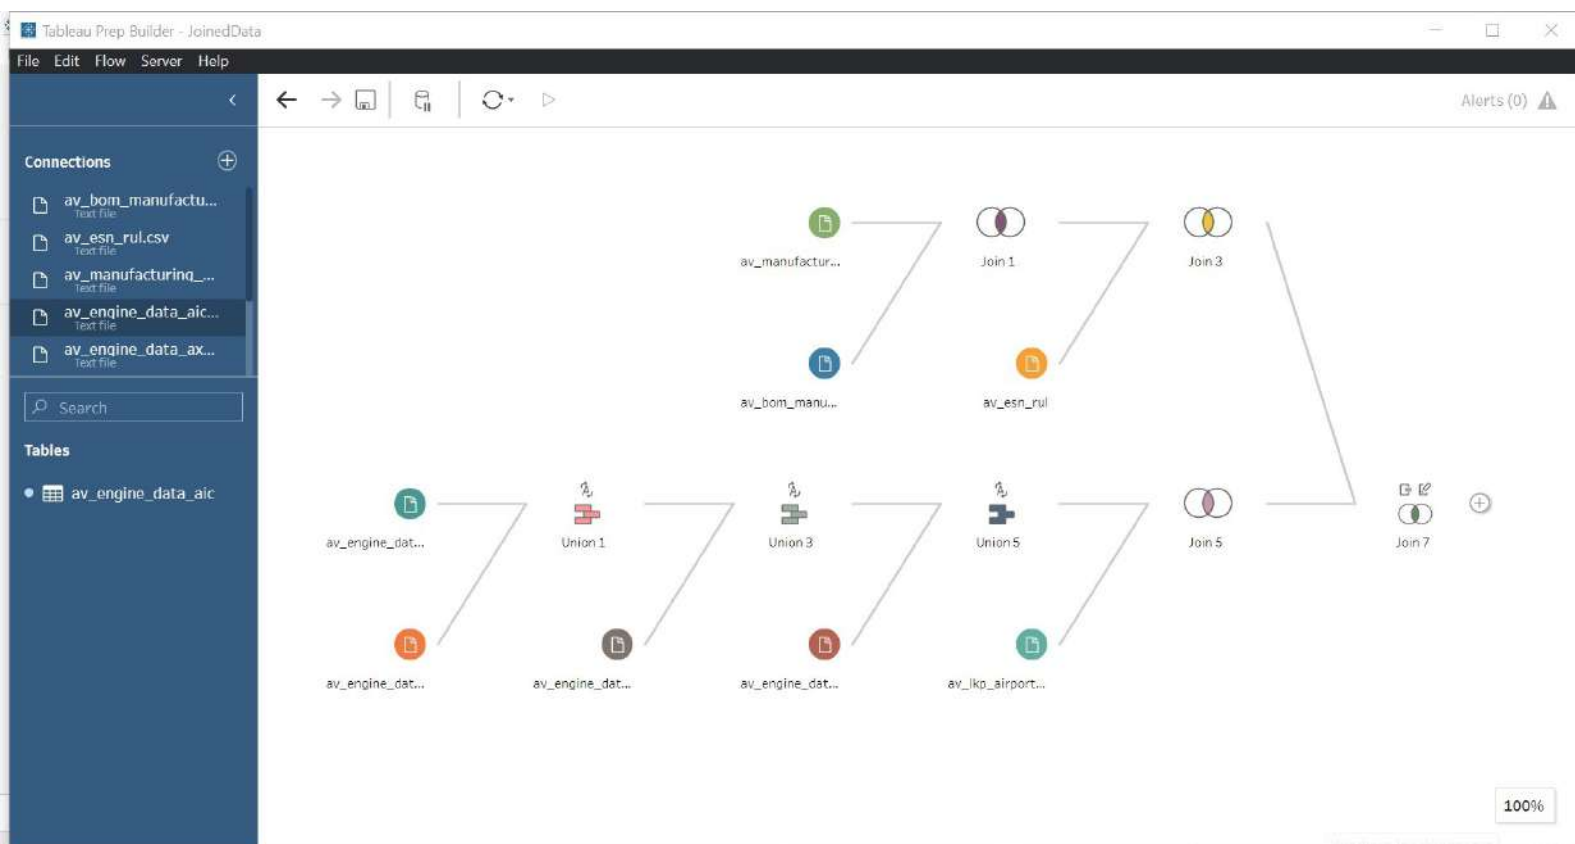 Tableau Prep Builder - JoinedData
File Edit Flow Server Help
Alerts (0)
Connections
av_bom_manufactu...
Text file
av_esn_rul.csv
Text file
av_manufacturing_...
Text file
av_engine_data_aic...
Text file
av_engine_data_ax...
Text file
Search
Tables
av_engine_data_aic
av_manufactur...
Join 1
Join 3
av_bom_manu...
av_esn_rul
av_engine_dat...
Union 1
Union 3
Union 5
Join 5
Join 7
av_engine_dat...
av_engine_dat...
av_engine_dat...
av_lkp_airport...
100%